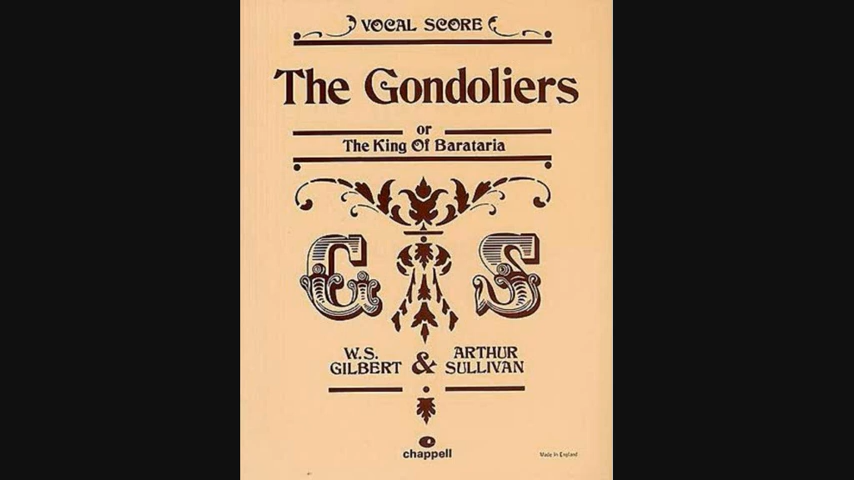 VOCAL SCORE
The Gondoliers
or
The King Of Barataria
G S
W.S. GILBERT & ARTHUR SULLIVAN
chappell
Made In England